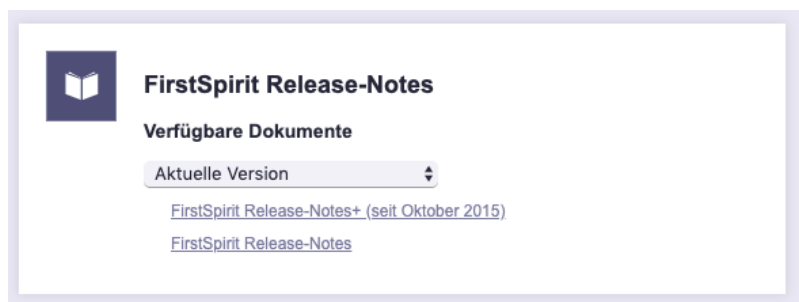 FirstSpirit Release-Notes
Verfügbare Dokumente
Aktuelle Version
FirstSpirit Release-Notes+ (seit Oktober 2015)
FirstSpirit Release-Notes